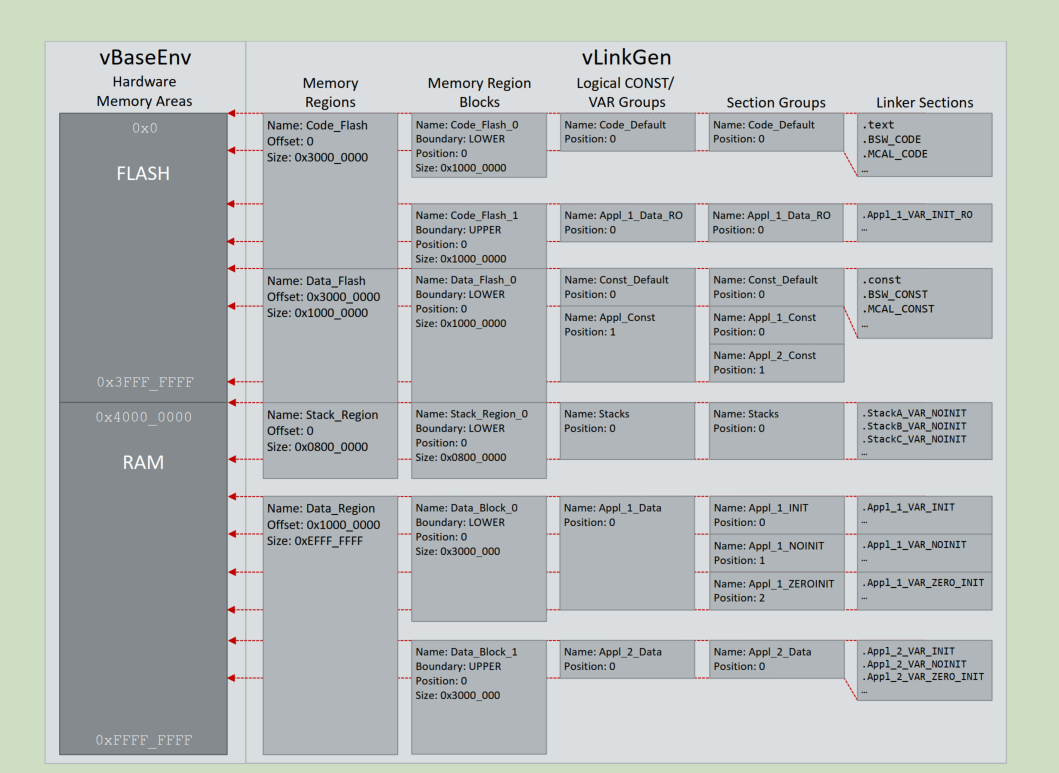 vBaseEnv
Hardware
Memory Areas
0x0
FLASH
0x3FFF_FFFF
0x4000_0000
RAM
0xFFFF_FFFF
vLinkGen
Memory
Regions
Name: Code_Flash
Offset: 0
Size: 0x3000_0000
Name: Data_Flash
Offset: 0x3000_0000
Size: 0x1000_0000
Name: Stack_Region
Offset: 0
Size: 0x0800_0000
Name: Data_Region
Offset: 0x1000_0000
Size: 0xEFFF_FFFF
Memory Region
Blocks
Name: Code_Flash_0
Boundary: LOWER
Position: 0
Size: 0x1000_0000
Name: Code_Flash_1
Boundary: UPPER
Position: 0
Size: 0x1000_0000
Name: Data_Flash_0
Boundary: LOWER
Position: 0
Size: 0x1000_0000
Name: Stack_Region_0
Boundary: LOWER
Position: 0
Size: 0x0800_0000
Name: Data_Block_0
Boundary: LOWER
Position: 0
Size: 0x3000_000
Name: Data_Block_1
Boundary: UPPER
Position: 0
Size: 0x3000_000
Logical CONST/
VAR Groups
Name: Code_Default
Position: 0
Name: Appl_1_Data_RO
Position: 0
Name: Const_Default
Position: 0
Name: Appl_Const
Position: 1
Name: Stacks
Position: 0
Name: Appl_1_Data
Position: 0
Name: Appl_2_Data
Position: 0
Section Groups
Name: Code_Default
Position: 0
Name: Appl_1_Data_RO
Position: 0
Name: Const_Default
Position: 0
Name: Appl_1_Const
Position: 0
Name: Appl_2_Const
Position: 1
Name: Stacks
Position: 0
Name: Appl_1_INIT
Position: 0
Name: Appl_1_NOINIT
Position: 1
Name: Appl_1_ZEROINIT
Position: 2
Name: Appl_2_Data
Position: 0
Linker Sections
.text
.BSW_CODE
.MCAL_CODE
…
.Appl_1_VAR_INIT_RO
…
.const
.BSW_CONST
.MCAL_CONST
…
.StackA_VAR_NOINIT
.StackB_VAR_NOINIT
.StackC_VAR_NOINIT
…
.Appl_1_VAR_INIT
…
.Appl_1_VAR_NOINIT
…
.Appl_1_VAR_ZERO_INIT
…
.Appl_2_VAR_INIT
.Appl_2_VAR_NOINIT
.Appl_2_VAR_ZERO_INIT
…